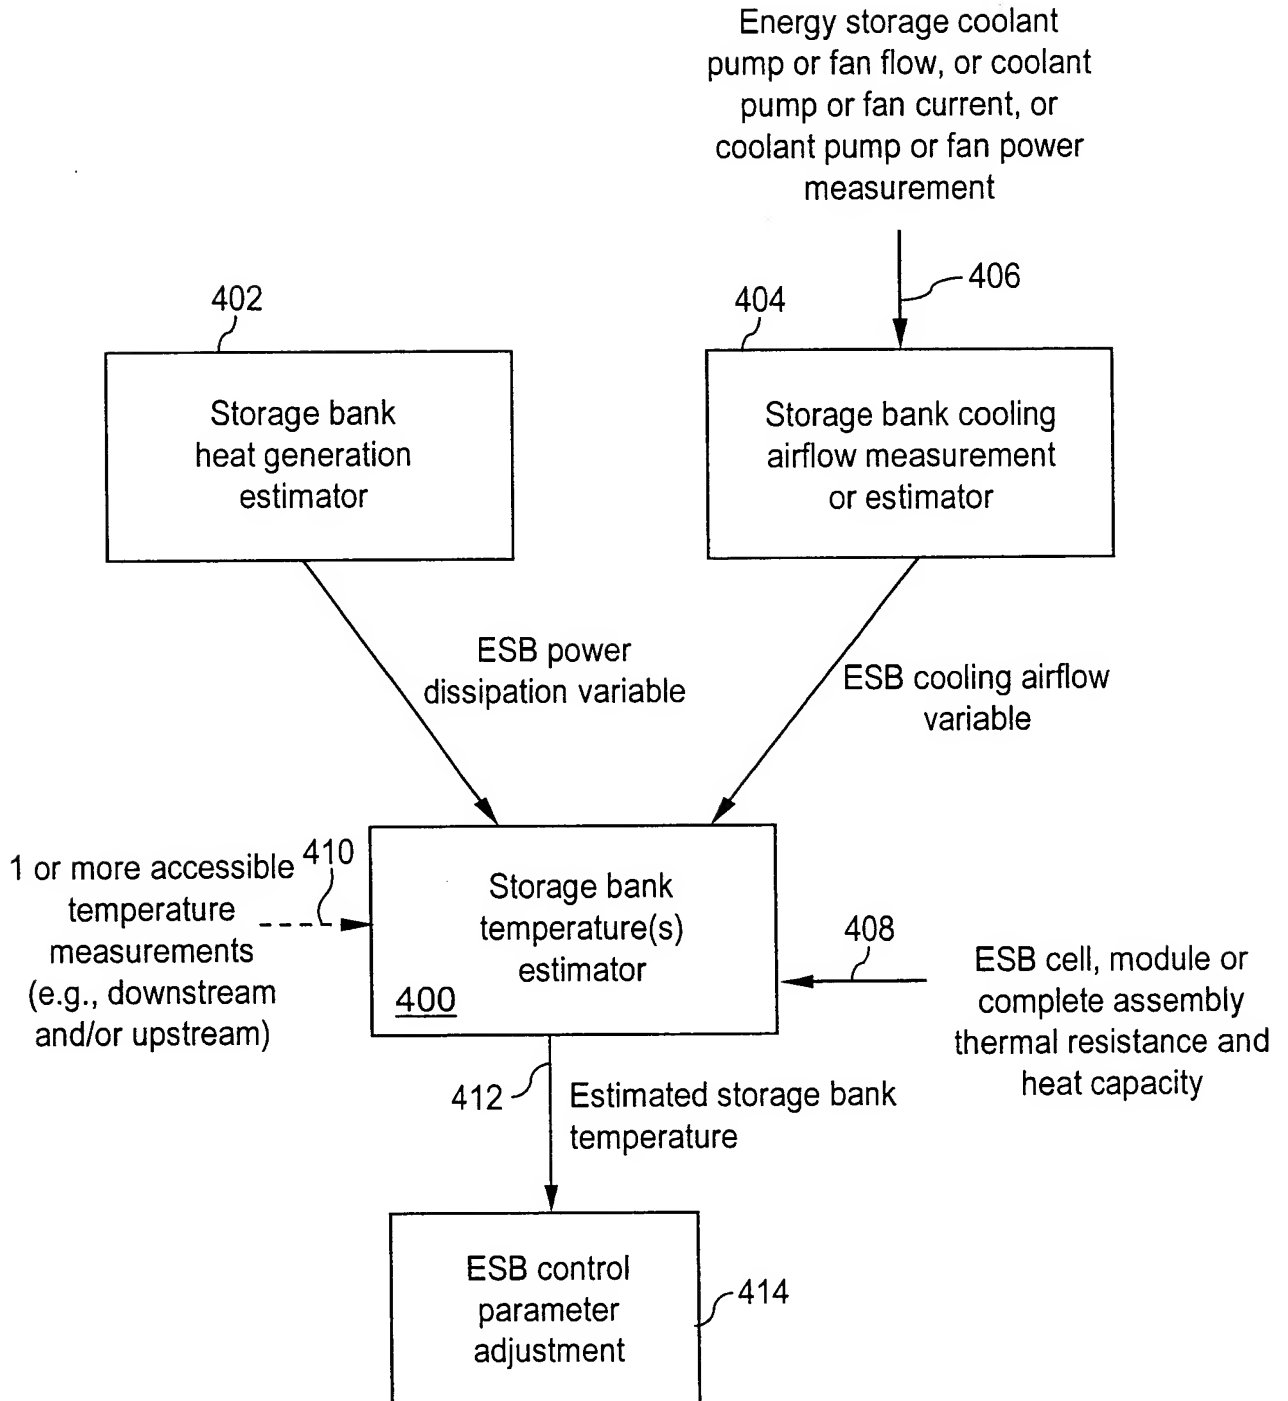 Energy storage coolant
pump or fan flow, or coolant
pump or fan current, or
coolant pump or fan power
measurement
406
402
404
Storage bank
heat generation
estimator
Storage bank cooling
airflow measurement
or estimator
ESB power
dissipation variable
ESB cooling airflow
variable
1 or more accessible
temperature
measurements
(e.g., downstream
and/or upstream)
410
Storage bank
temperature(s)
estimator
400
408
ESB cell, module or
complete assembly
thermal resistance and
heat capacity
412
Estimated storage bank
temperature
ESB control
parameter
adjustment
414